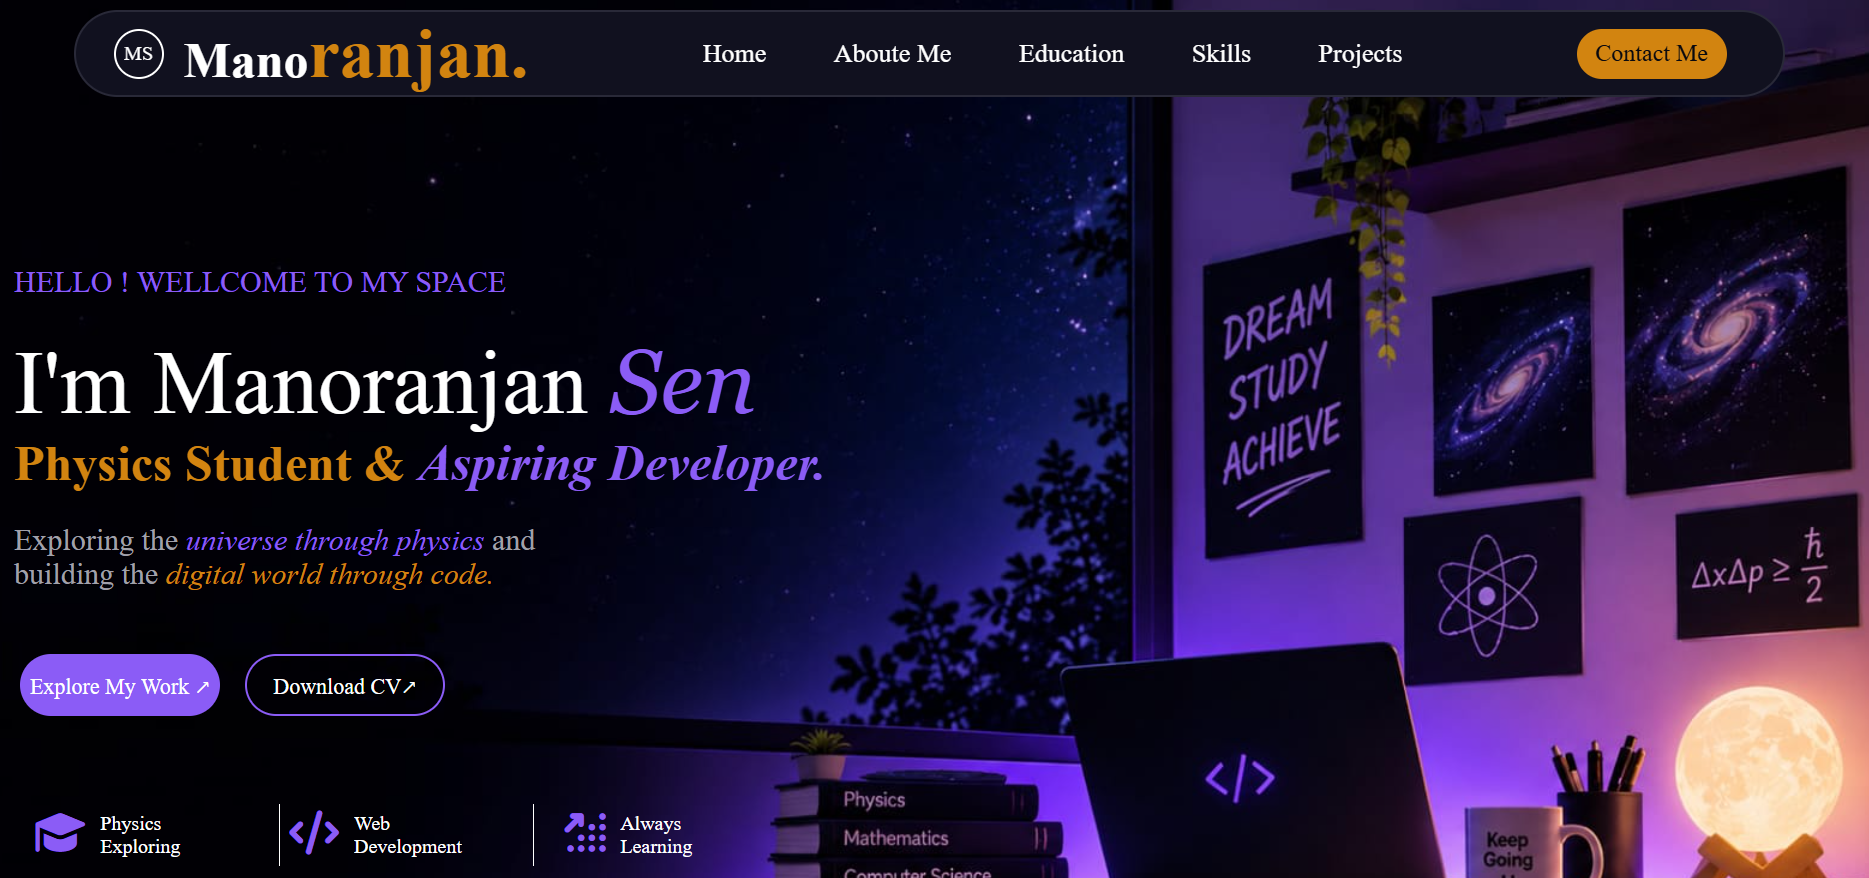 MS Manoranjan. Home Aboute Me Education Skills Projects Contact Me
HELLO ! WELLCOME TO MY SPACE
I'm Manoranjan Sen
Physics Student & Aspiring Developer.
Exploring the universe through physics and
building the digital world through code.
Explore My Work ↗ Download CV↗
Physics
Exploring
</> Web
Development
Always
Learning
DREAM
STUDY
ACHIEVE
ΔxΔp ≥ ħ/2
</>
Physics
Mathematics
Computer Science
Keep
Going